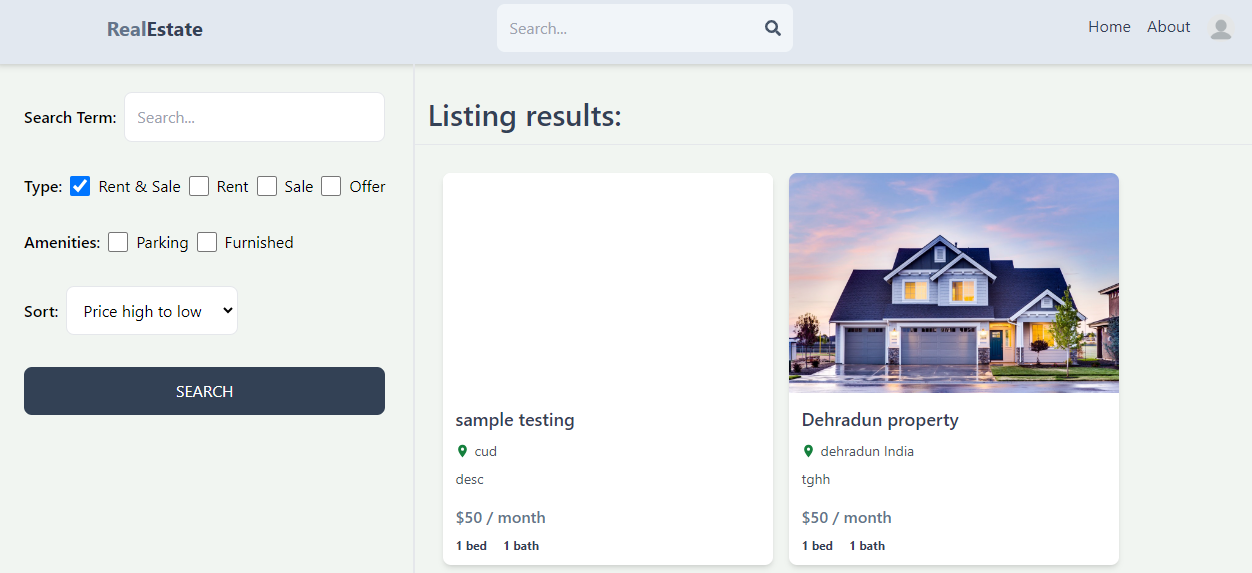 RealEstate
Search...
Home
About
Search Term:
Search...
Type:
Rent & Sale
Rent
Sale
Offer
Amenities:
Parking
Furnished
Sort:
Price high to low
SEARCH
Listing results:
sample testing
cud
desc
$50 / month
1 bed
1 bath
Dehradun property
dehradun India
tghh
$50 / month
1 bed
1 bath